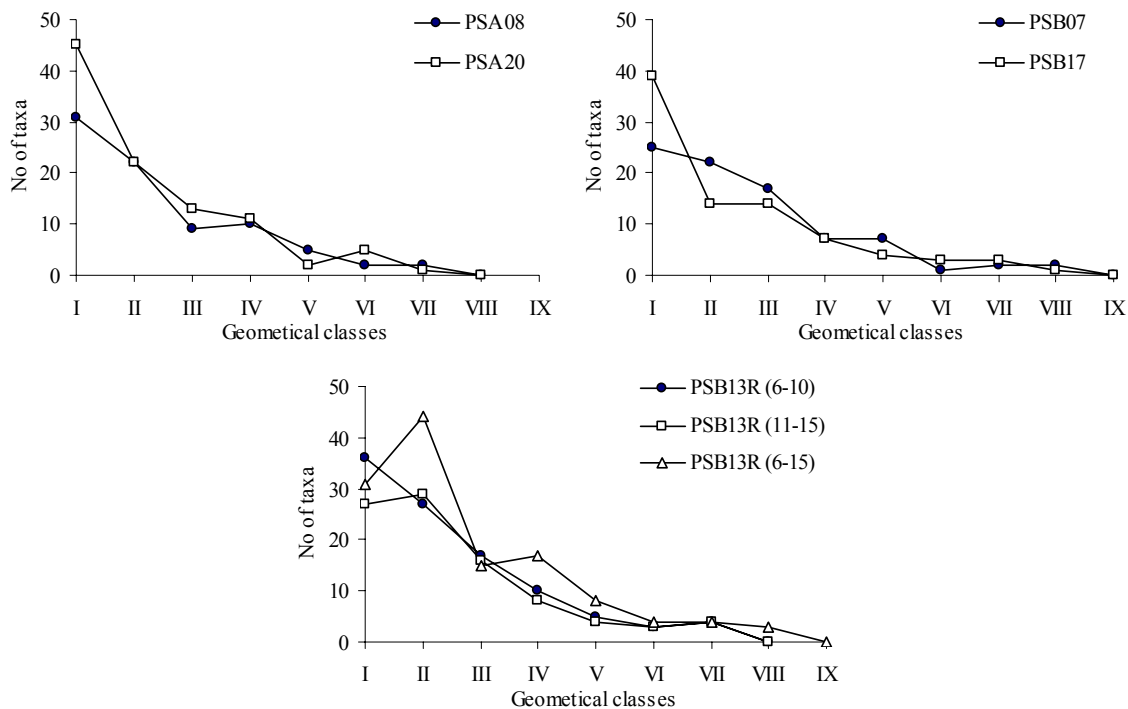 50
40
30
20
10
0
No of taxa
I II III IV V VI VII VIII IX
Geometical classes
PSA08
PSA20
50
40
30
20
10
0
No of taxa
I II III IV V VI VII VIII IX
Geometical classes
PSB07
PSB17
50
40
30
20
10
0
No of taxa
I II III IV V VI VII VIII IX
Geometical classes
PSB13R (6-10)
PSB13R (11-15)
PSB13R (6-15)